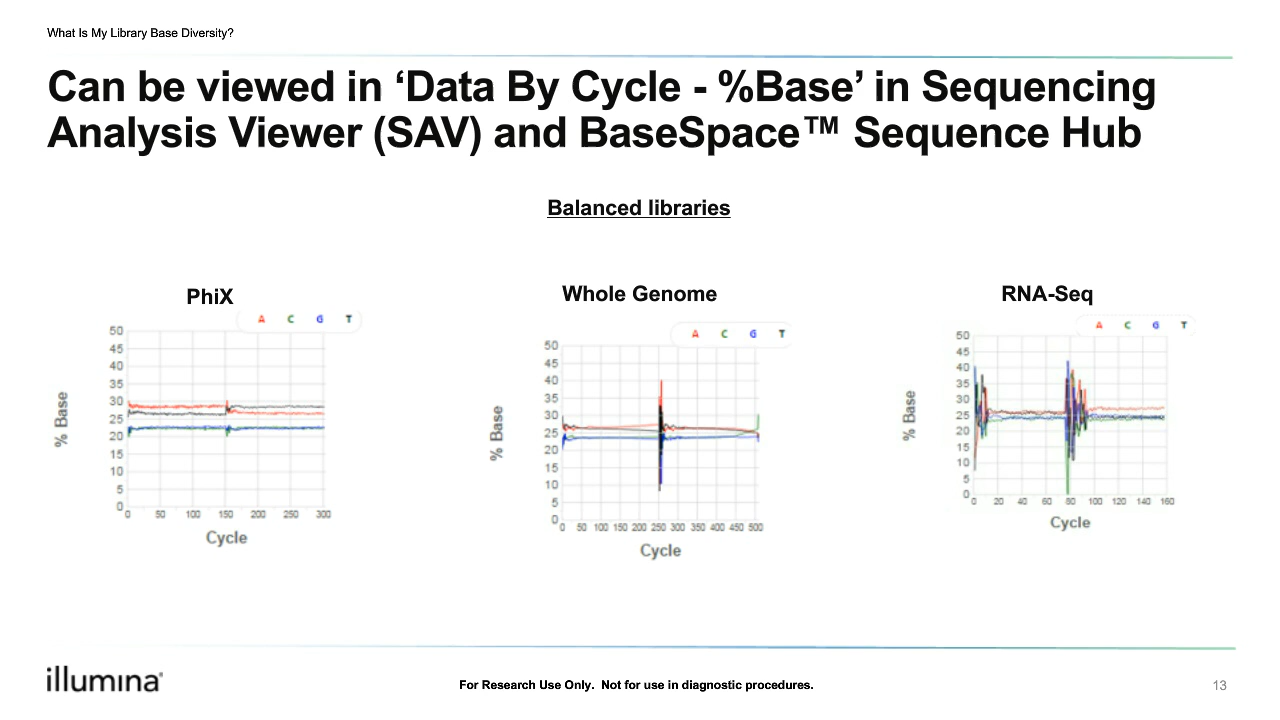 What Is My Library Base Diversity?
Can be viewed in ‘Data By Cycle - %Base’ in Sequencing
Analysis Viewer (SAV) and BaseSpace™ Sequence Hub
Balanced libraries
PhiX
A C G T
50
45
40
35
30
25
20
15
10
5
0
% Base
0 50 100 150 200 250 300
Cycle
Whole Genome
A C G T
50
45
40
35
30
25
20
15
10
5
0
% Base
0 50 100 150 200 250 300 350 400 450 500
Cycle
RNA-Seq
A C G T
50
45
40
35
30
25
20
15
10
5
0
% Base
0 20 40 60 80 100 120 140 160
Cycle
illumina®
For Research Use Only. Not for use in diagnostic procedures.
13